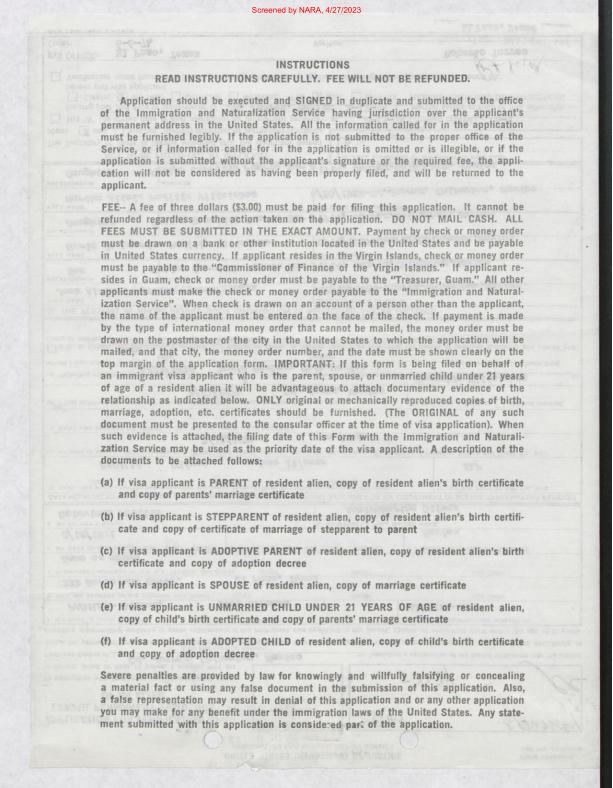 Screened by NARA, 4/27/2023
INSTRUCTIONS
READ INSTRUCTIONS CAREFULLY. FEE WILL NOT BE REFUNDED.
Application should be executed and SIGNED in duplicate and submitted to the office
of the Immigration and Naturalization Service having jurisdiction over the applicant's
permanent address in the United States. All the information called for in the application
must be furnished legibly. If the application is not submitted to the proper office of the
Service, or if information called for in the application is omitted or is illegible, or if the
application is submitted without the applicant's signature or the required fee, the appli-
cation will not be considered as having been properly filed, and will be returned to the
applicant.
FEE-- A fee of three dollars ($3.00) must be paid for filing this application. It cannot be
refunded regardless of the action taken on the application. DO NOT MAIL CASH. ALL
FEES MUST BE SUBMITTED IN THE EXACT AMOUNT. Payment by check or money order
must be drawn on a bank or other institution located in the United States and be payable
in United States currency. If applicant resides in the Virgin Islands, check or money order
must be payable to the "Commissioner of Finance of the Virgin Islands." If applicant re-
sides in Guam, check or money order must be payable to the "Treasurer, Guam." All other
applicants must make the check or money order payable to the "Immigration and Natural-
ization Service". When check is drawn on an account of a person other than the applicant,
the name of the applicant must be entered on the face of the check. If payment is made
by the type of international money order that cannot be mailed, the money order must be
drawn on the postmaster of the city in the United States to which the application will be
mailed, and that city, the money order number, and the date must be shown clearly on the
top margin of the application form. IMPORTANT: If this form is being filed on behalf of
an immigrant visa applicant who is the parent, spouse, or unmarried child under 21 years
of age of a resident alien it will be advantageous to attach documentary evidence of the
relationship as indicated below. ONLY original or mechanically reproduced copies of birth,
marriage, adoption, etc. certificates should be furnished. (The ORIGINAL of any such
document must be presented to the consular officer at the time of visa application). When
such evidence is attached, the filing date of this Form with the Immigration and Naturali-
zation Service may be used as the priority date of the visa applicant. A description of the
documents to be attached follows:
(a) If visa applicant is PARENT of resident alien, copy of resident alien's birth certificate
and copy of parents' marriage certificate
(b) If visa applicant is STEPPARENT of resident alien, copy of resident alien's birth certifi-
cate and copy of certificate of marriage of stepparent to parent
(c) If visa applicant is ADOPTIVE PARENT of resident alien, copy of resident alien's birth
certificate and copy of adoption decree
(d) If visa applicant is SPOUSE of resident alien, copy of marriage certificate
(e) If visa applicant is UNMARRIED CHILD UNDER 21 YEARS OF AGE of resident alien,
copy of child's birth certificate and copy of parents' marriage certificate
(f) If visa applicant is ADOPTED CHILD of resident alien, copy of child's birth certificate
and copy of adoption decree
Severe penalties are provided by law for knowingly and willfully falsifying or concealing
a material fact or using any false document in the submission of this application. Also,
a false representation may result in denial of this application and or any other application
you may make for any benefit under the immigration laws of the United States. Any state-
ment submitted with this application is considered part of the application.